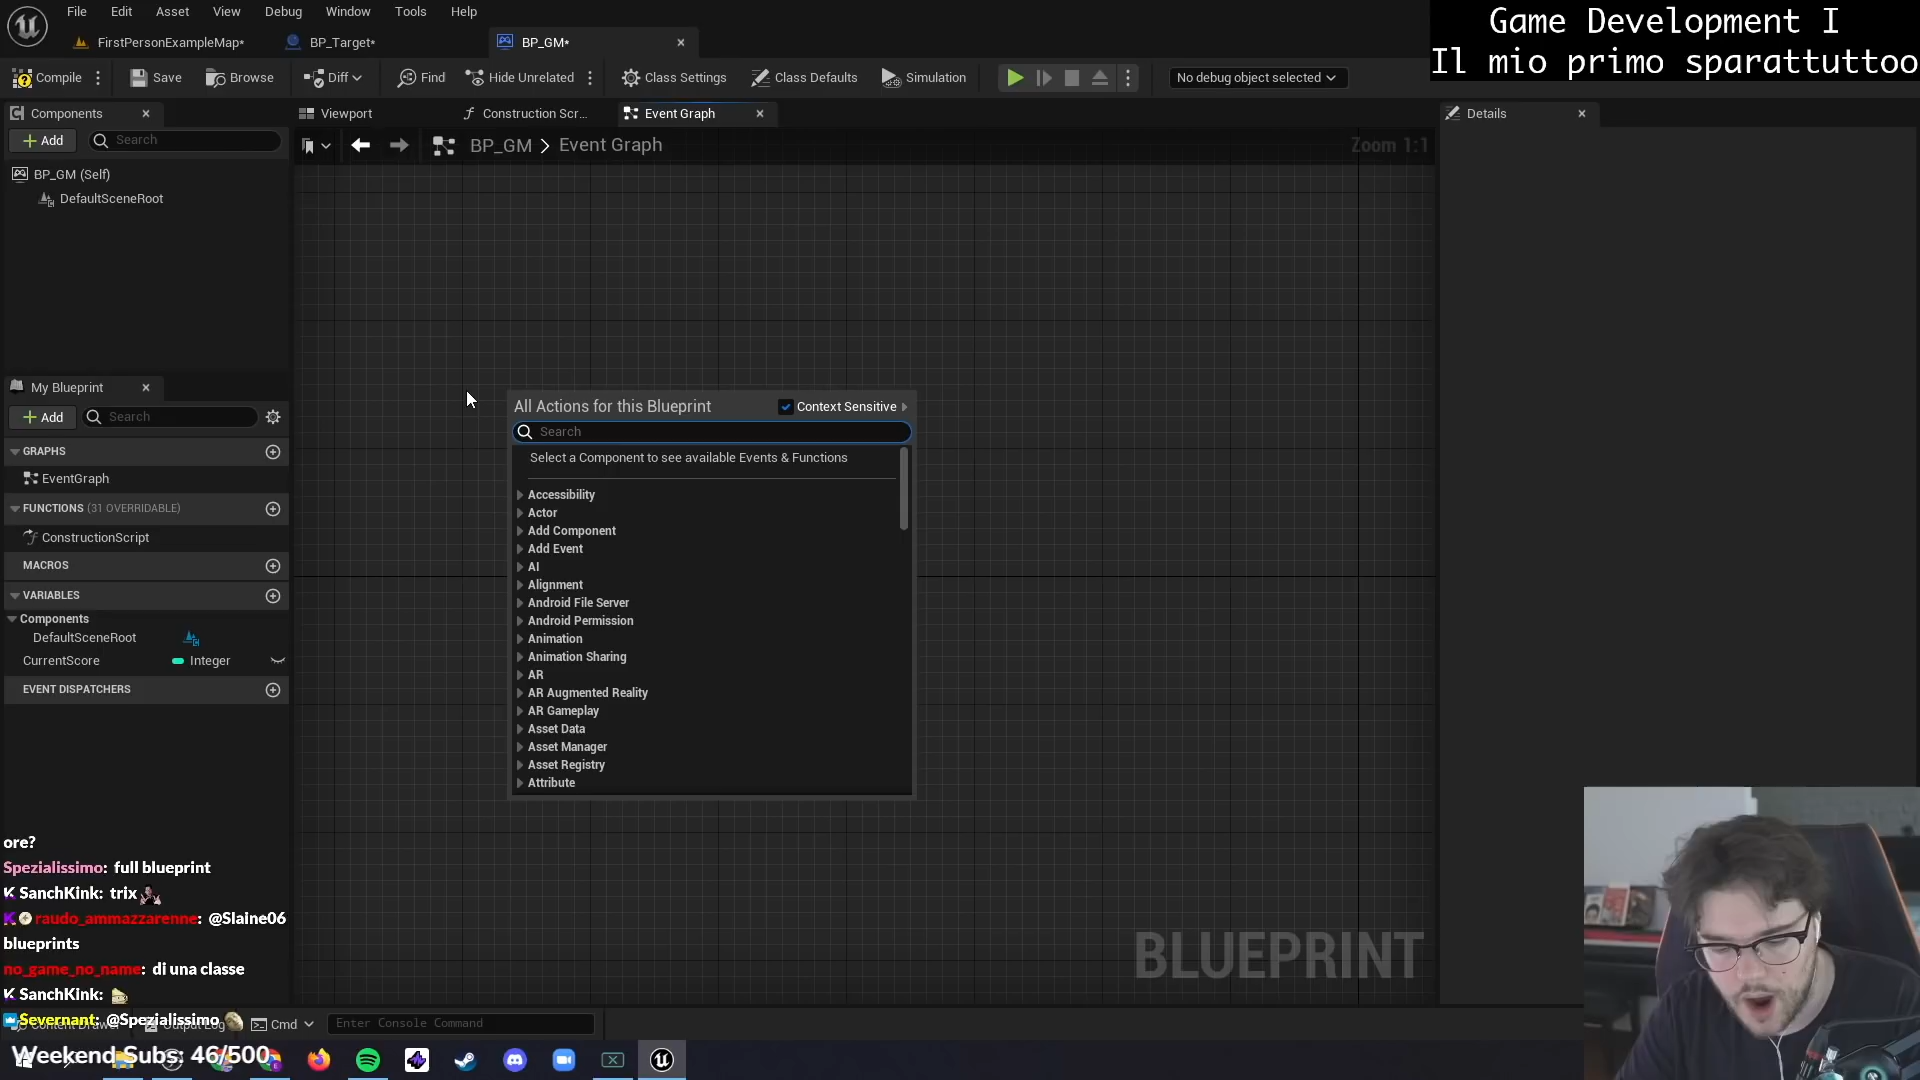 File Edit Asset View Debug Window Tools Help
Game Development I
Il mio primo sparattuttoo
FirstPersonExampleMap* BP_Target* BP_GM*
Compile Save Browse Diff Find Hide Unrelated Class Settings Class Defaults Simulation No debug object selected
Components
Viewport Construction Scr... Event Graph
Details
Add Search
BP_GM > Event Graph
Zoom 1:1
BP_GM (Self)
DefaultSceneRoot
My Blueprint
Add Search
GRAPHS
EventGraph
FUNCTIONS (31 OVERRIDABLE)
ConstructionScript
MACROS
VARIABLES
Components
DefaultSceneRoot
CurrentScore Integer
EVENT DISPATCHERS
All Actions for this Blueprint Context Sensitive
Search
Select a Component to see available Events & Functions
Accessibility
Actor
Add Component
Add Event
AI
Alignment
Android File Server
Android Permission
Animation
Animation Sharing
AR
AR Augmented Reality
AR Gameplay
Asset Data
Asset Manager
Asset Registry
Attribute
BLUEPRINT
ore?
Spezialissimo: full blueprint
SanchKink: trix
raudo_ammazzarenne: @Slaine06
blueprints
no_game_no_name: di una classe
SanchKink:
Severnant: @Spezialissimo
Cmd Enter Console Command
Weekend Subs: 46/500